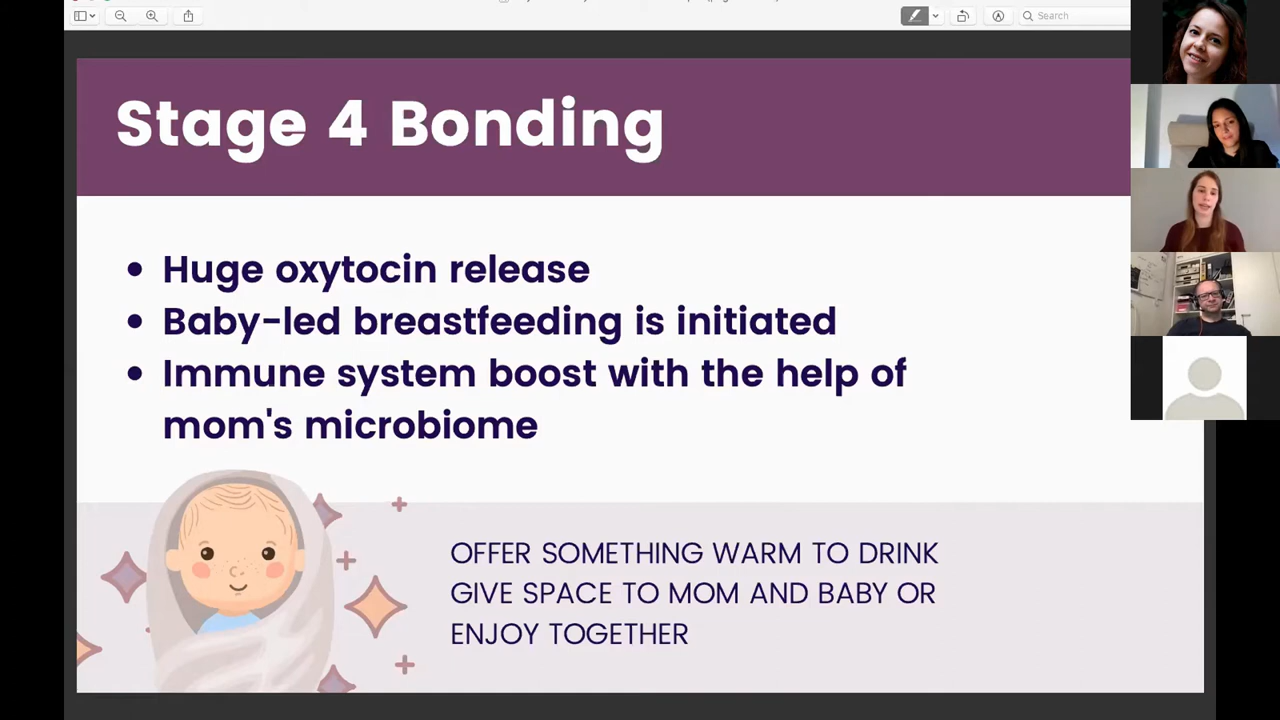 Search
Stage 4 Bonding
• Huge oxytocin release
• Baby-led breastfeeding is initiated
• Immune system boost with the help of
mom's microbiome
OFFER SOMETHING WARM TO DRINK
GIVE SPACE TO MOM AND BABY OR
ENJOY TOGETHER